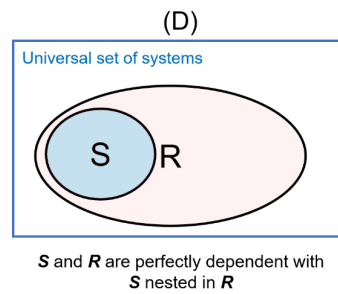 (D)
Universal set of systems
S
R
S and R are perfectly dependent with
S nested in R